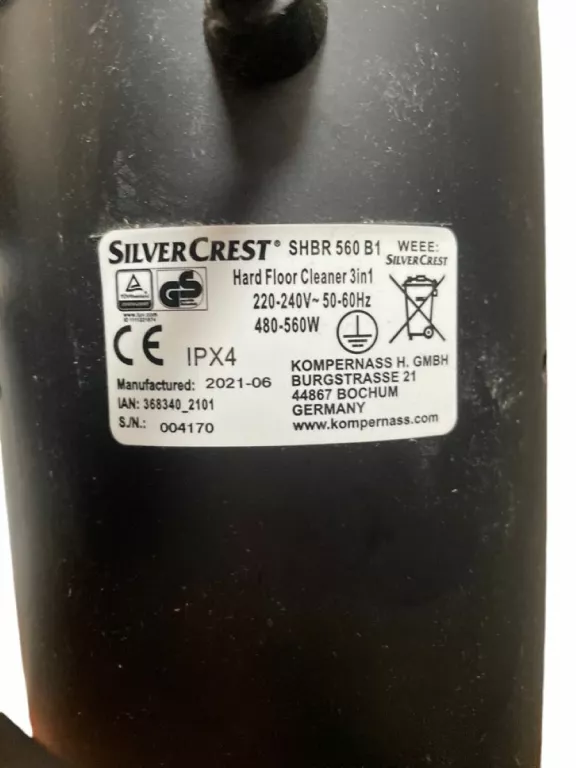 SILVERCREST® SHBR 560 B1 WEEE:
SILVERCREST
Hard Floor Cleaner 3in1
220-240V~ 50-60Hz
480-560W
GS
CE IPX4
Manufactured: 2021-06
IAN: 368340_2101
S./N.: 004170
KOMPERNASS H. GMBH
BURGSTRASSE 21
44867 BOCHUM
GERMANY
www.kompernass.com